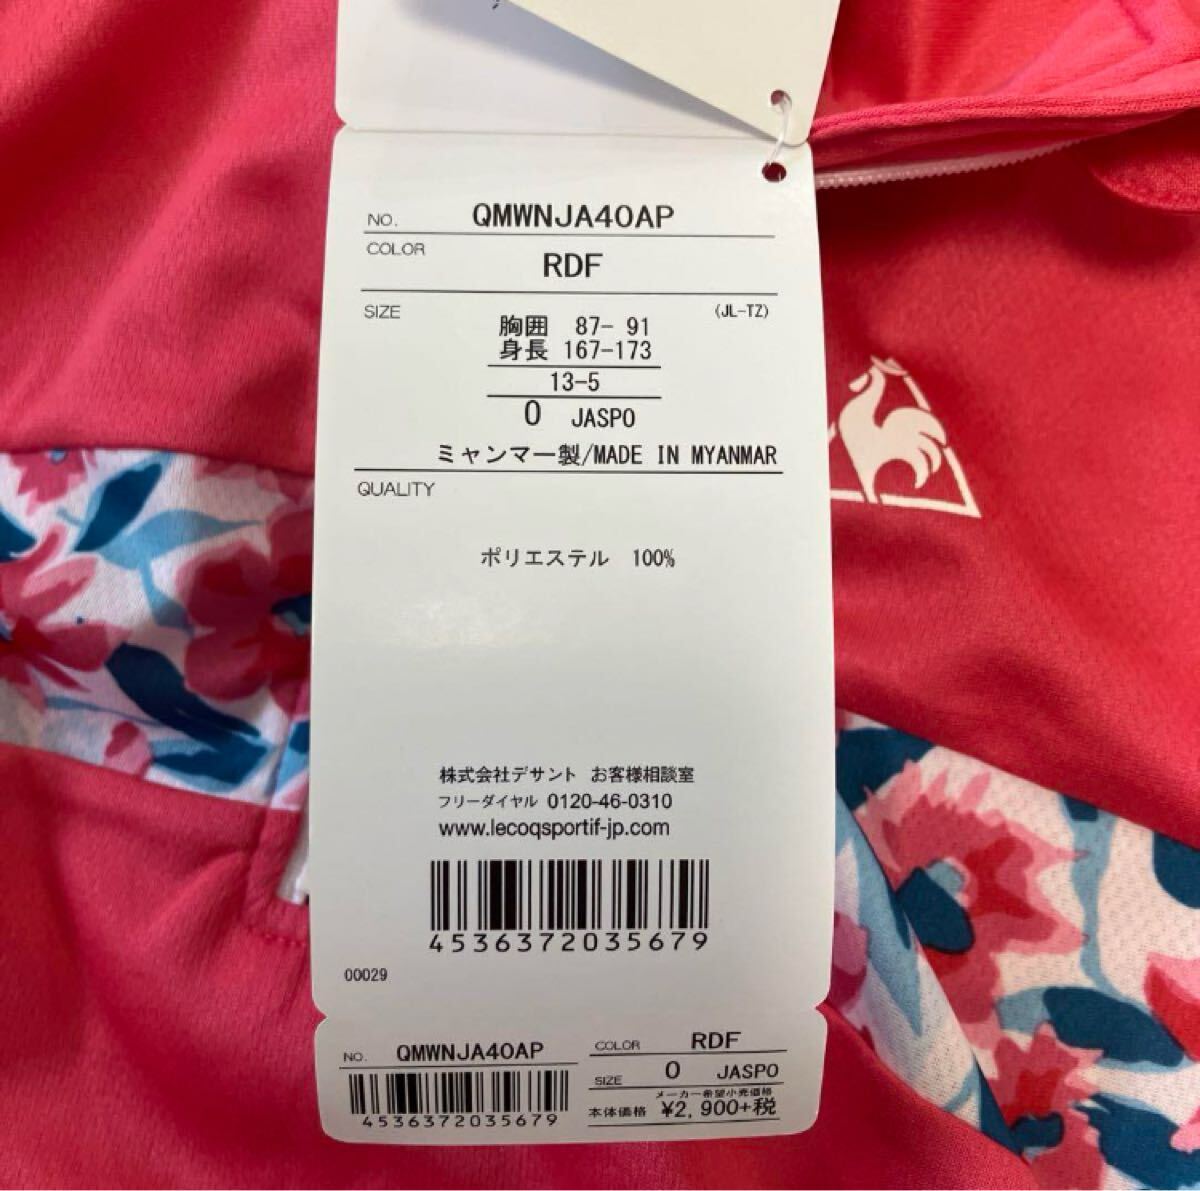 NO. QMWNJA40AP
COLOR
RDF
SIZE
(JL-TZ)
胸囲 87- 91
身長 167-173
13-5
O JASPO
ミャンマー製/MADE IN MYANMAR
QUALITY
ポリエステル 100%
株式会社デサント お客様相談室
フリーダイヤル 0120-46-0310
www.lecoqsportif-jp.com
4536372035679
00029
NO. QMWNJA40AP
4536372035679
COLOR RDF
SIZE O JASPO
メーカー希望小売価格
本体価格 ¥2,900+税